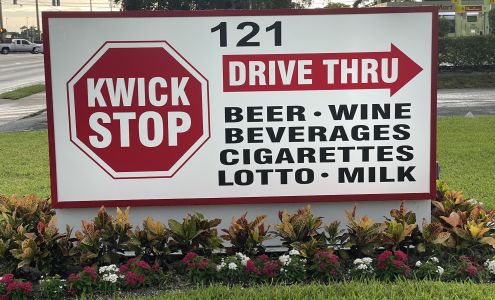 121
KWICK
STOP
DRIVE THRU
BEER • WINE
BEVERAGES
CIGARETTES
LOTTO • MILK